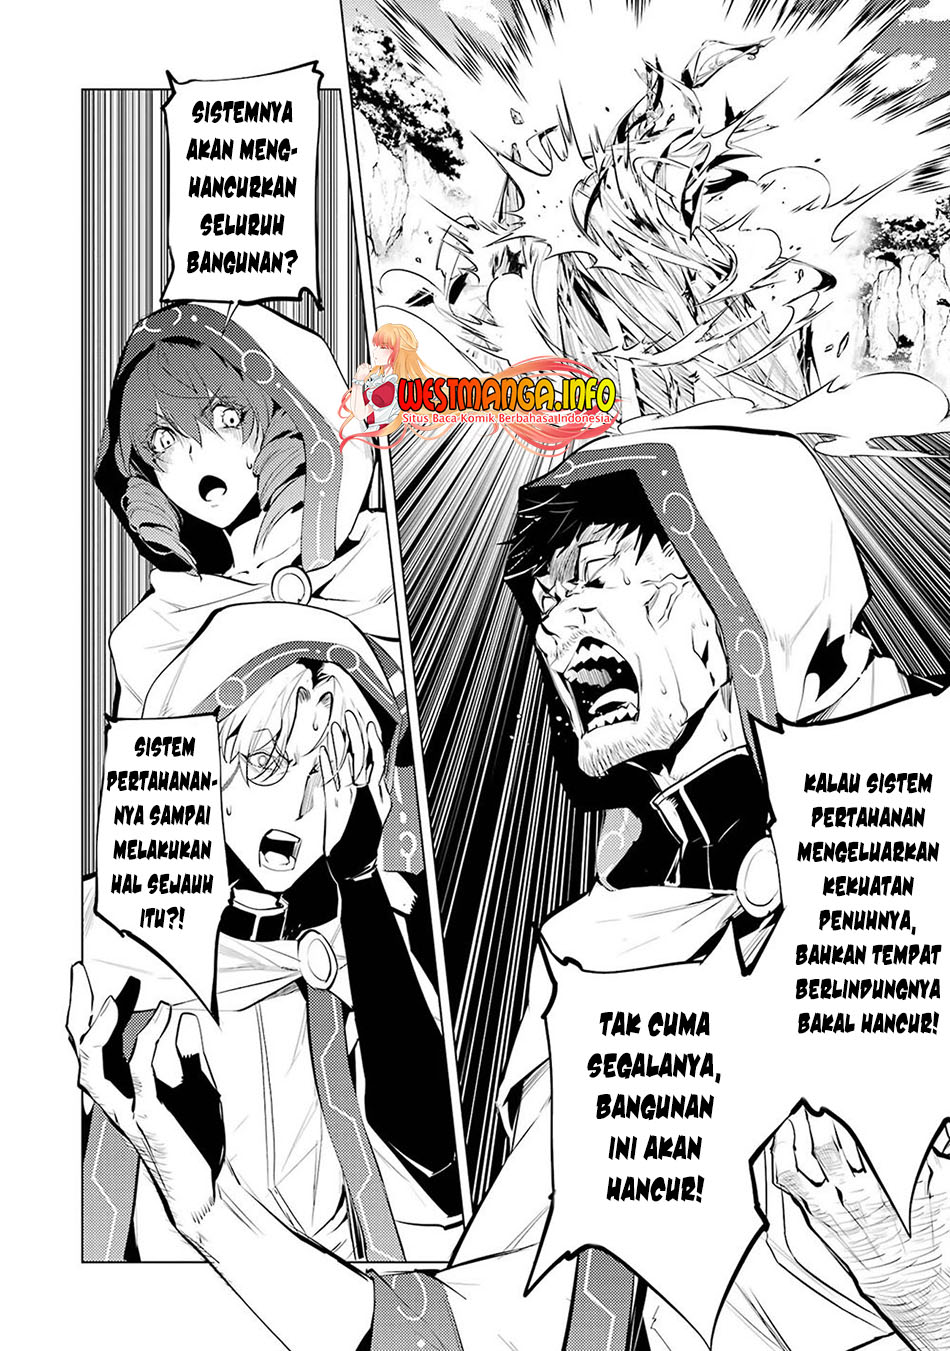 WESTMANGA.INFO
Situs Baca Komik Berbahasa Indonesia
KALAU SISTEM
PERTAHANAN
MENGELUARKAN
KEKUATAN
PENUHNYA,
BAHKAN TEMPAT
BERLINDUNGNYA
BAKAL HANCUR!
TAK CUMA
SEGALANYA,
BANGUNAN
INI AKAN
HANCUR!
SISTEMNYA
AKAN MENG-
HANCURKAN
SELURUH
BANGUNAN?
SISTEM
PERTAHANAN-
NYA SAMPAI
MELAKUKAN
HAL SEJAUH
ITU?!